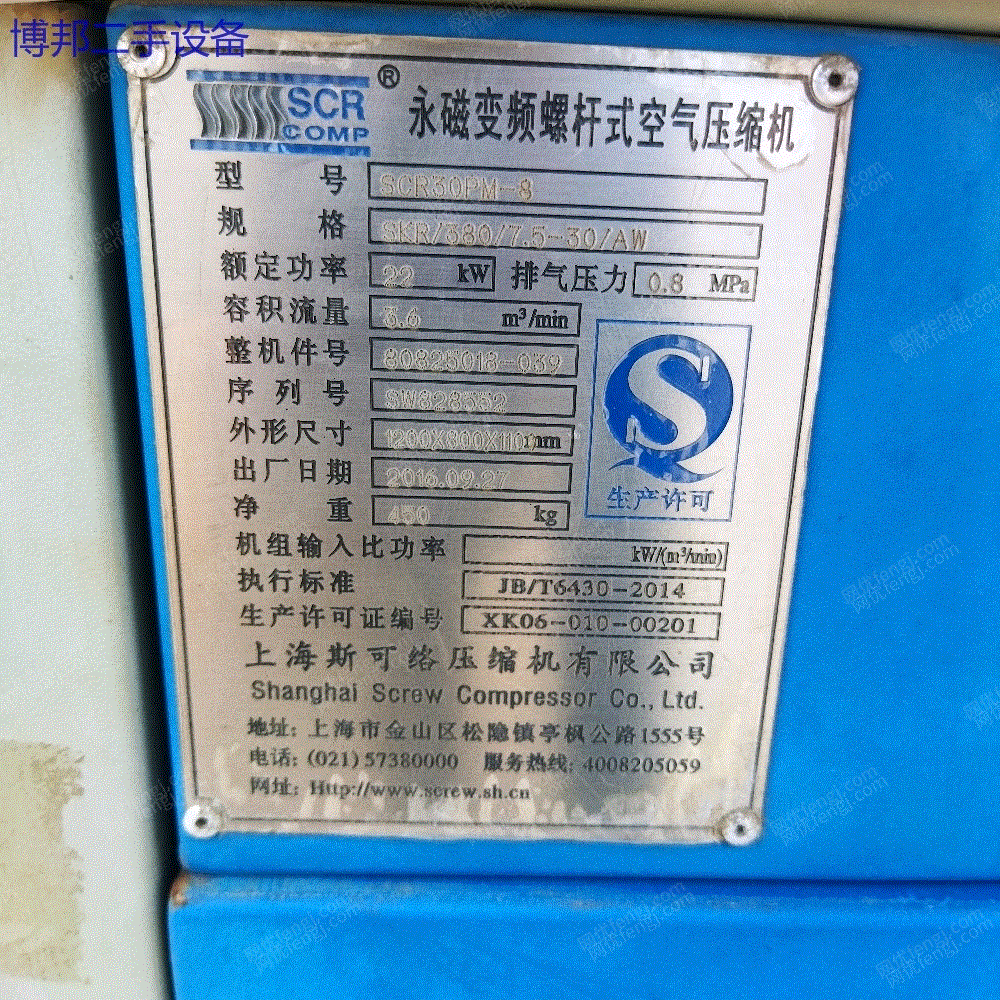 博邦二手设备
SCR
COMP
®
永磁变频螺杆式空气压缩机
型号 SCR30PM-8
规格 SKR/380/7.5-30/AW
额定功率 22 kW 排气压力 0.8 MPa
容积流量 3.6 m³/min
整机件号 80825018-039
序列号 SW828552
外形尺寸 1200X800X110 mm
出厂日期 2016.09.27
净重 450 kg
生产许可
机组输入比功率 kW/(m³/min)
执行标准 JB/T6430-2014
生产许可证编号 XK06-010-00201
上海斯可络压缩机有限公司
Shanghai Screw Compressor Co., Ltd.
地址: 上海市金山区松隐镇亭枫公路1555号
电话: (021) 57380000 服务热线: 4008205059
网址: Http://www.screw.sh.cn